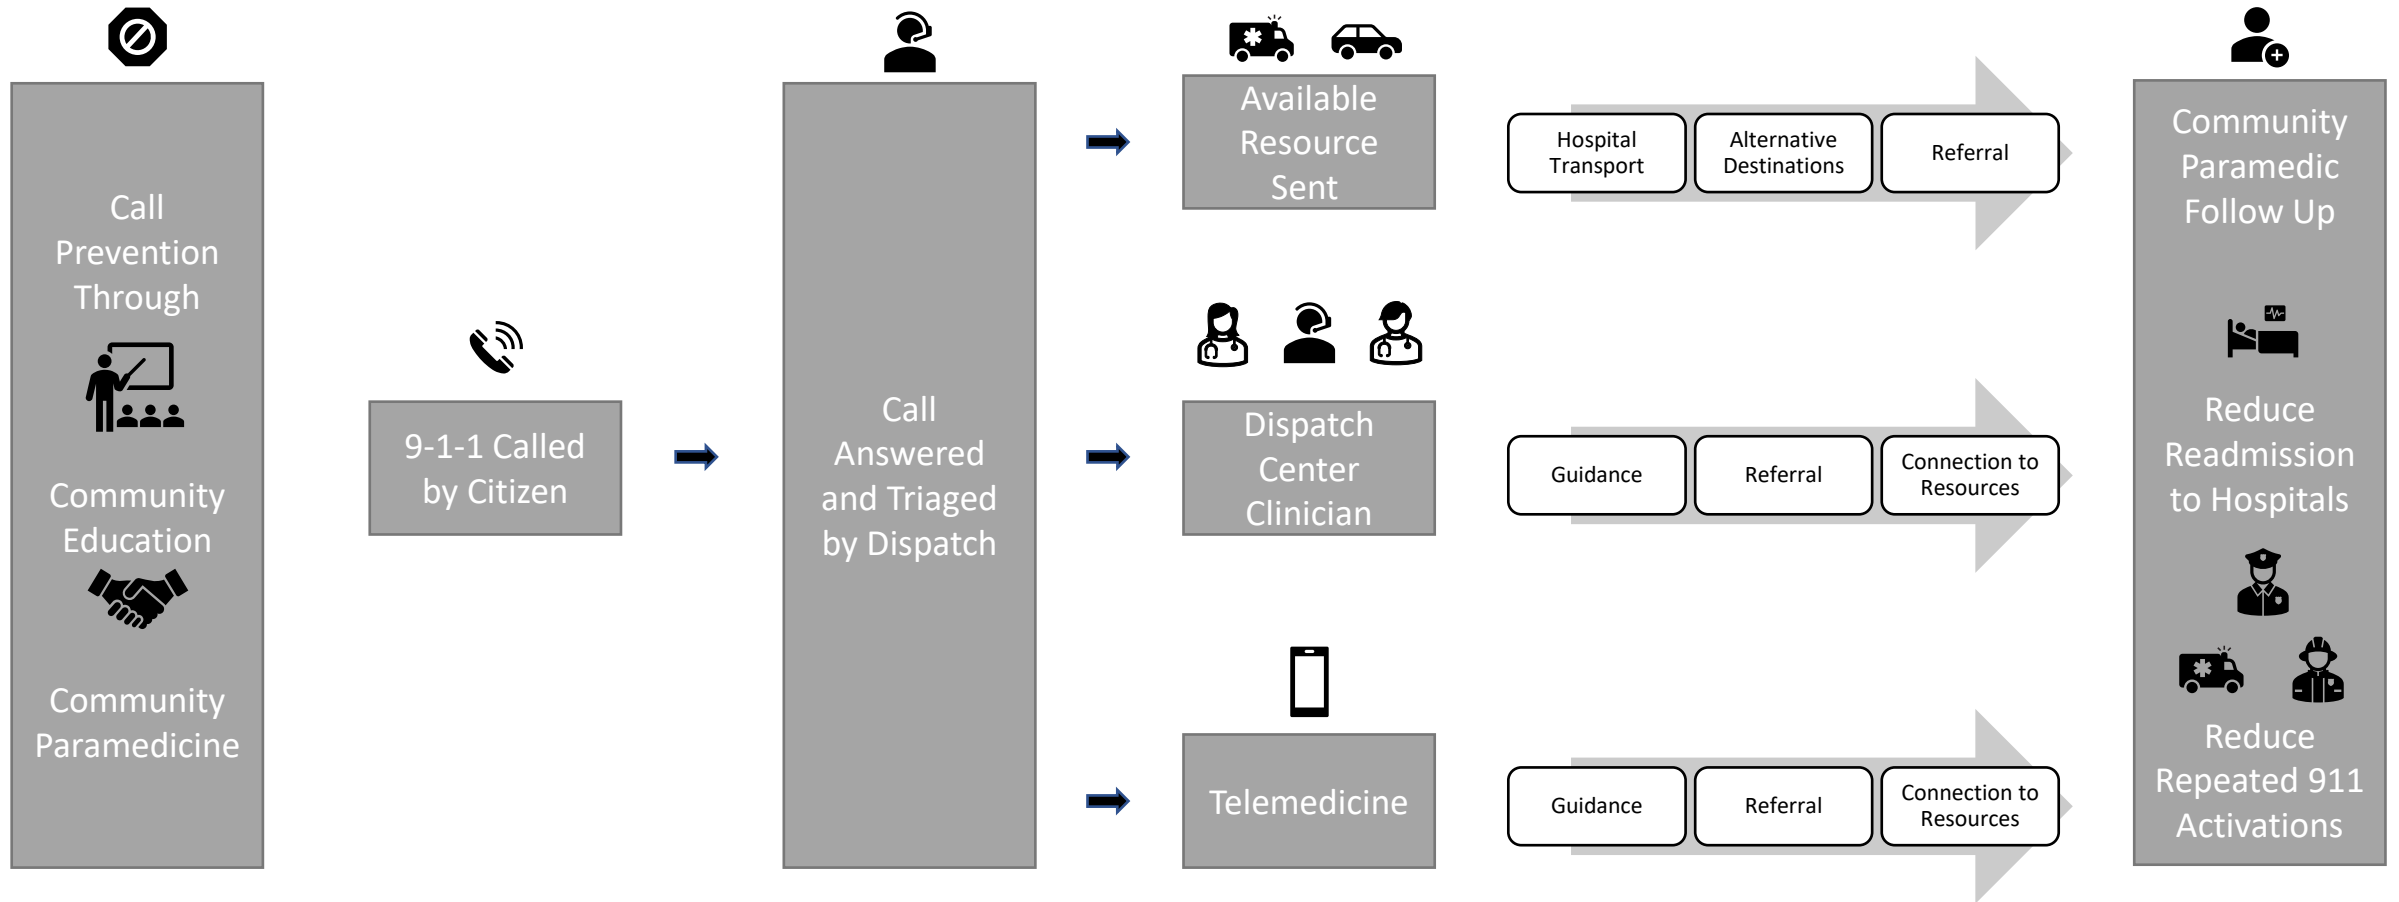 Call
Prevention
Through
Community
Education
Community
Paramedicine
9-1-1 Called
by Citizen
Call
Answered
and Triaged
by Dispatch
Available
Resource
Sent
Hospital
Transport
Alternative
Destinations
Referral
Dispatch
Center
Clinician
Guidance
Referral
Connection to
Resources
Telemedicine
Guidance
Referral
Connection to
Resources
Community
Paramedic
Follow Up
Reduce
Readmission
to Hospitals
Reduce
Repeated 911
Activations